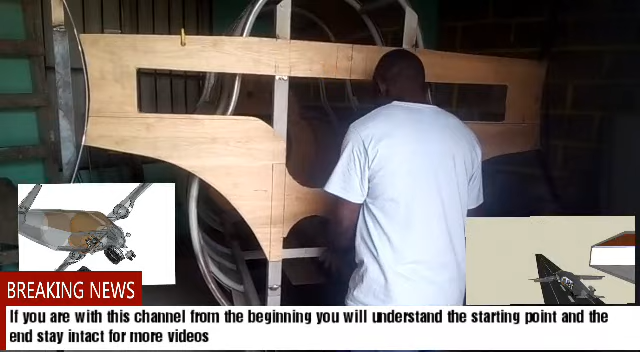 BREAKING NEWS
If you are with this channel from the beginning you will understand the starting point and the
end stay intact for more videos